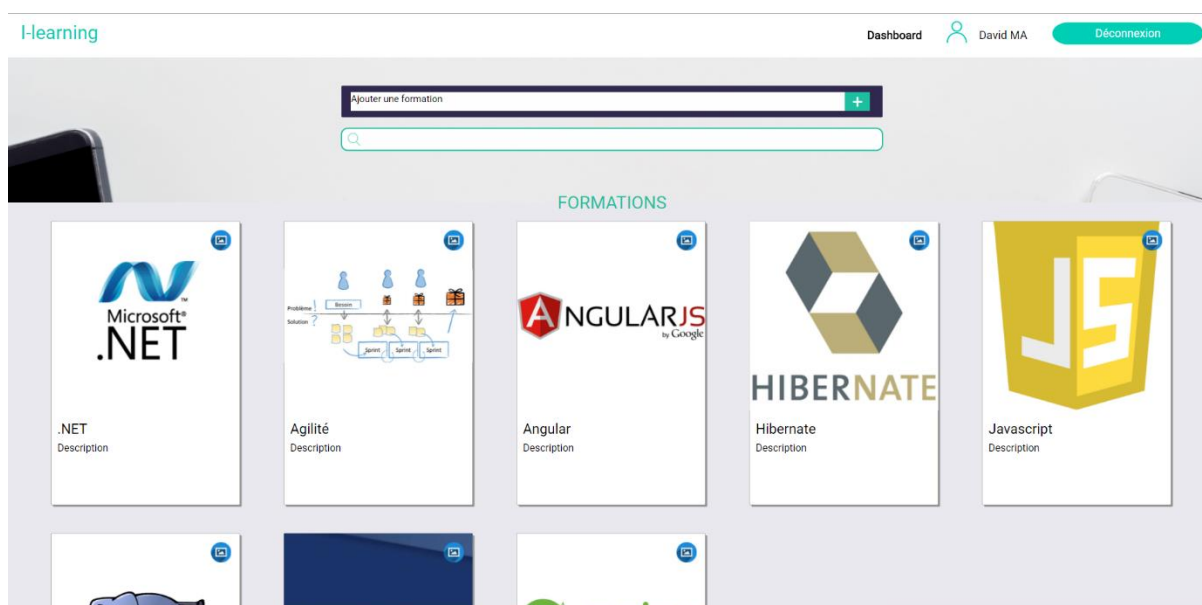 I-learning
Dashboard
David MA
Déconnexion
Ajouter une formation
+
FORMATIONS
Microsoft®
.NET
™
Problème !
Besoin
Solution ?
Sprint Sprint Sprint
ANGULARJS
by Google
HIBERNATE
JS
.NET
Description
Agilité
Description
Angular
Description
Hibernate
Description
Javascript
Description